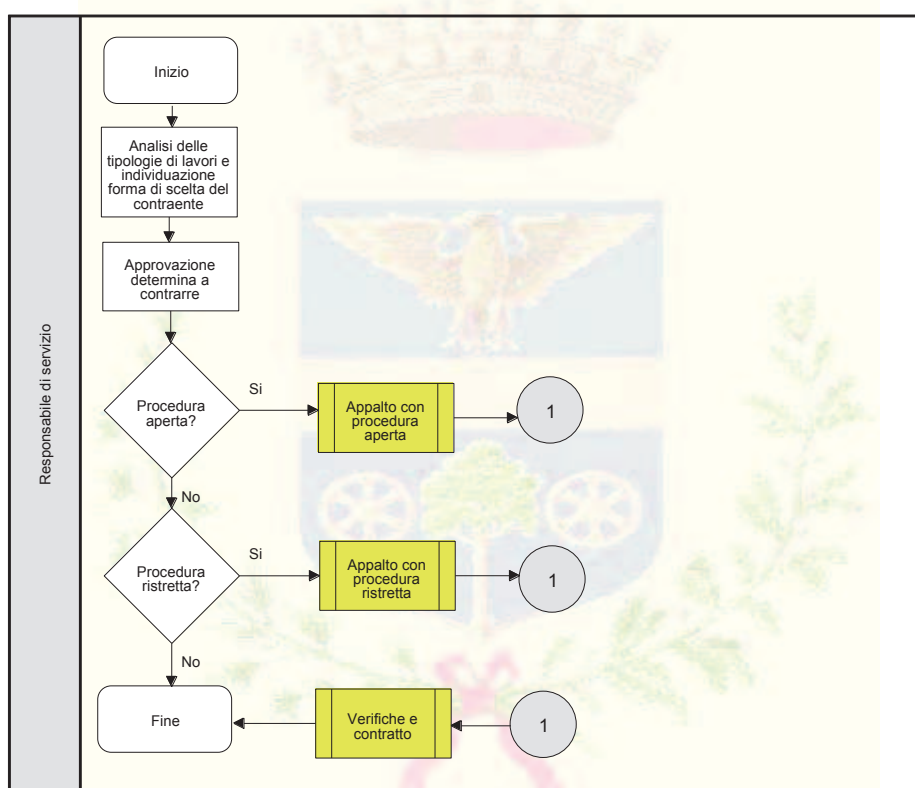 Responsabile di servizio
Inizio
Analisi delle
tipologie di lavori e
individuazione
forma di scelta del
contraente
Approvazione
determina a
contrarre
Procedura
aperta?
Si
Appalto con
procedura
aperta
1
No
Procedura
ristretta?
Si
Appalto con
procedura
ristretta
1
No
Fine
Verifiche e
contratto
1